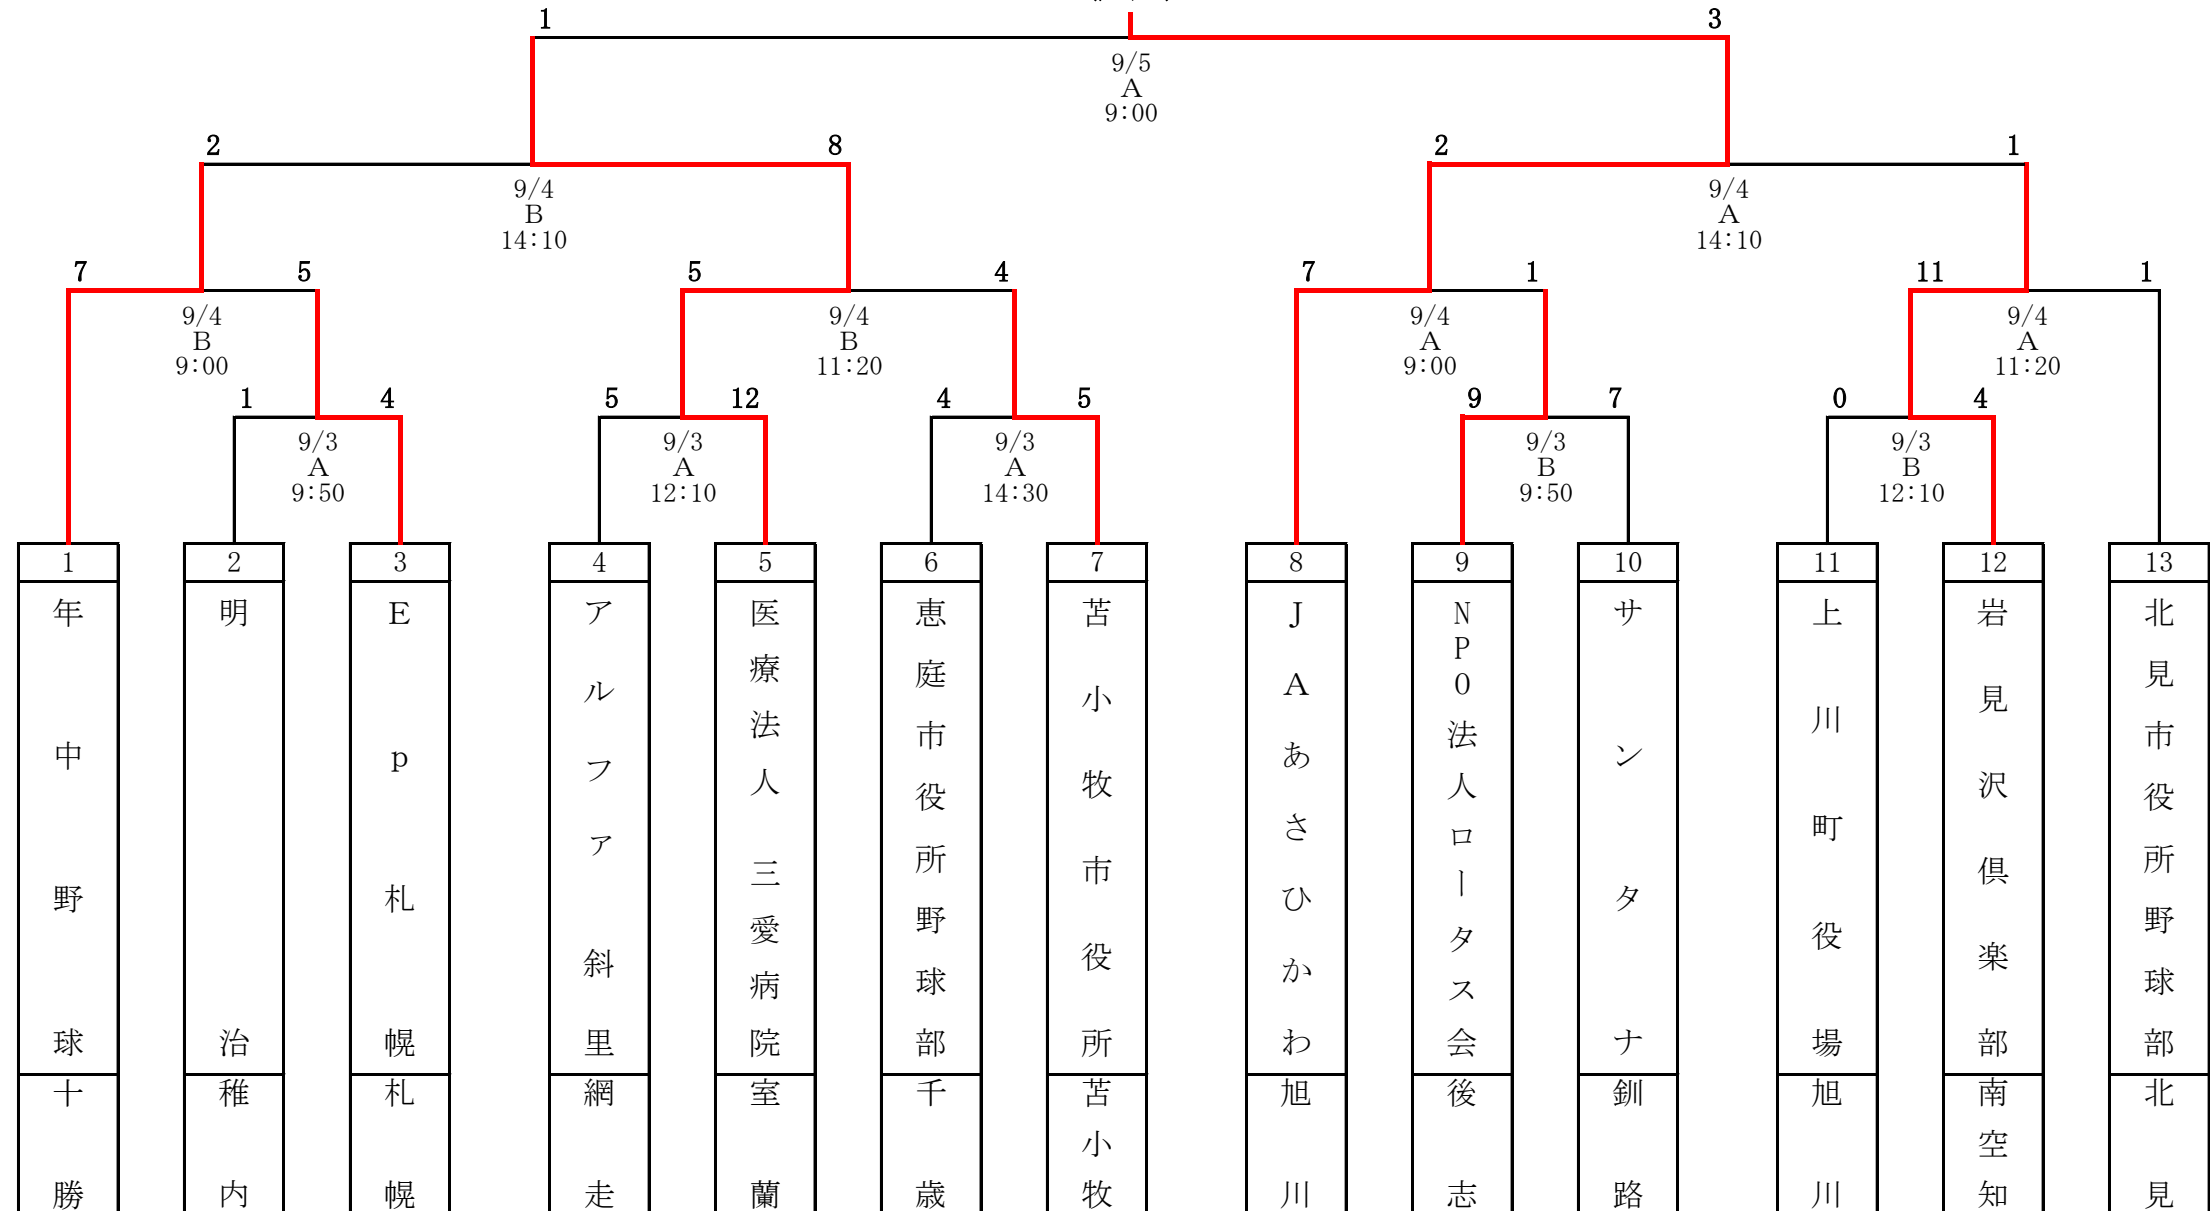 1
3
9/5
A
9:00
2
8
2
1
9/4
B
14:10
9/4
A
14:10
7
5
5
4
7
1
11
1
9/4
B
9:00
9/4
B
11:20
9/4
A
9:00
9/4
A
11:20
1
4
5
12
4
5
9
7
0
4
9/3
A
9:50
9/3
A
12:10
9/3
A
14:30
9/3
B
9:50
9/3
B
12:10
1
2
3
4
5
6
7
8
9
10
11
12
13
年中野球
明治
Ep札幌
アルファ斜里
医療法人 三愛病院
恵庭市役所野球部
苫小牧市役所
JAあさひかわ
NPO法人ロータス会
サンタナ
上川町役場
岩見沢倶楽部
北見市役所野球部
十勝
稚内
札幌
網走
室蘭
千歳
苫小牧
旭川
後志
釧路
旭川
南空知
北見